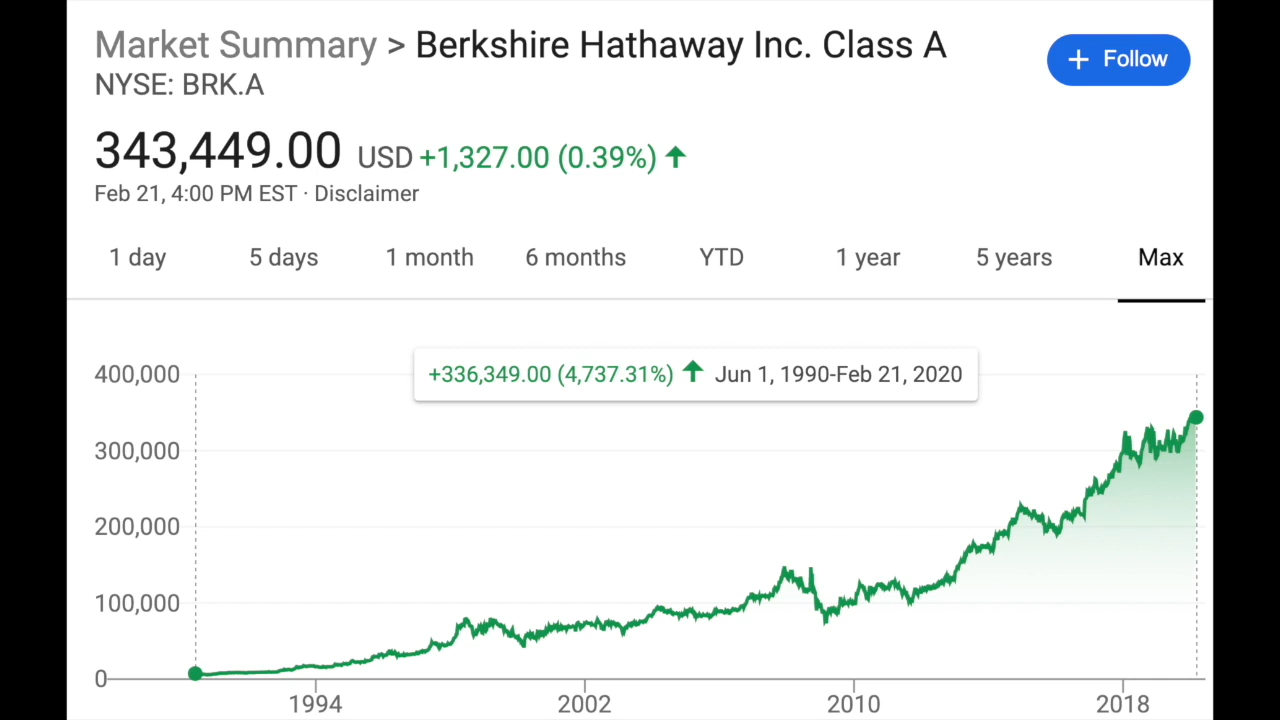 Market Summary > Berkshire Hathaway Inc. Class A
NYSE: BRK.A
+ Follow
343,449.00 USD +1,327.00 (0.39%) ↑
Feb 21, 4:00 PM EST · Disclaimer
1 day 5 days 1 month 6 months YTD 1 year 5 years Max
+336,349.00 (4,737.31%) ↑ Jun 1, 1990-Feb 21, 2020
400,000
300,000
200,000
100,000
0
1994 2002 2010 2018